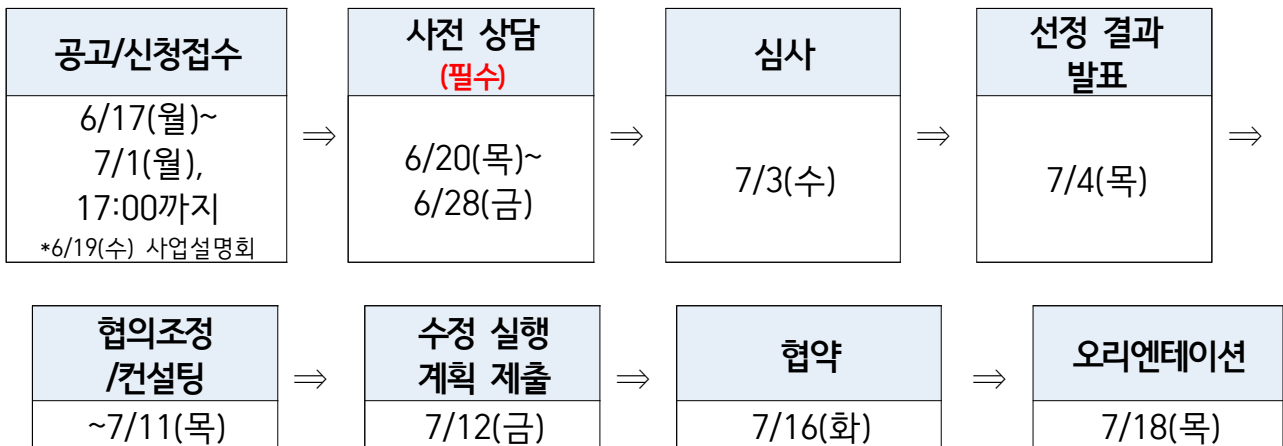 공고/신청접수
6/17(월)~
7/1(월),
17:00까지
*6/19(수) 사업설명회
⇒
사전 상담
(필수)
6/20(목)~
6/28(금)
⇒
심사
7/3(수)
⇒
선정 결과
발표
7/4(목)
⇒
협의조정
/컨설팅
~7/11(목)
⇒
수정 실행
계획 제출
7/12(금)
⇒
협약
7/16(화)
⇒
오리엔테이션
7/18(목)